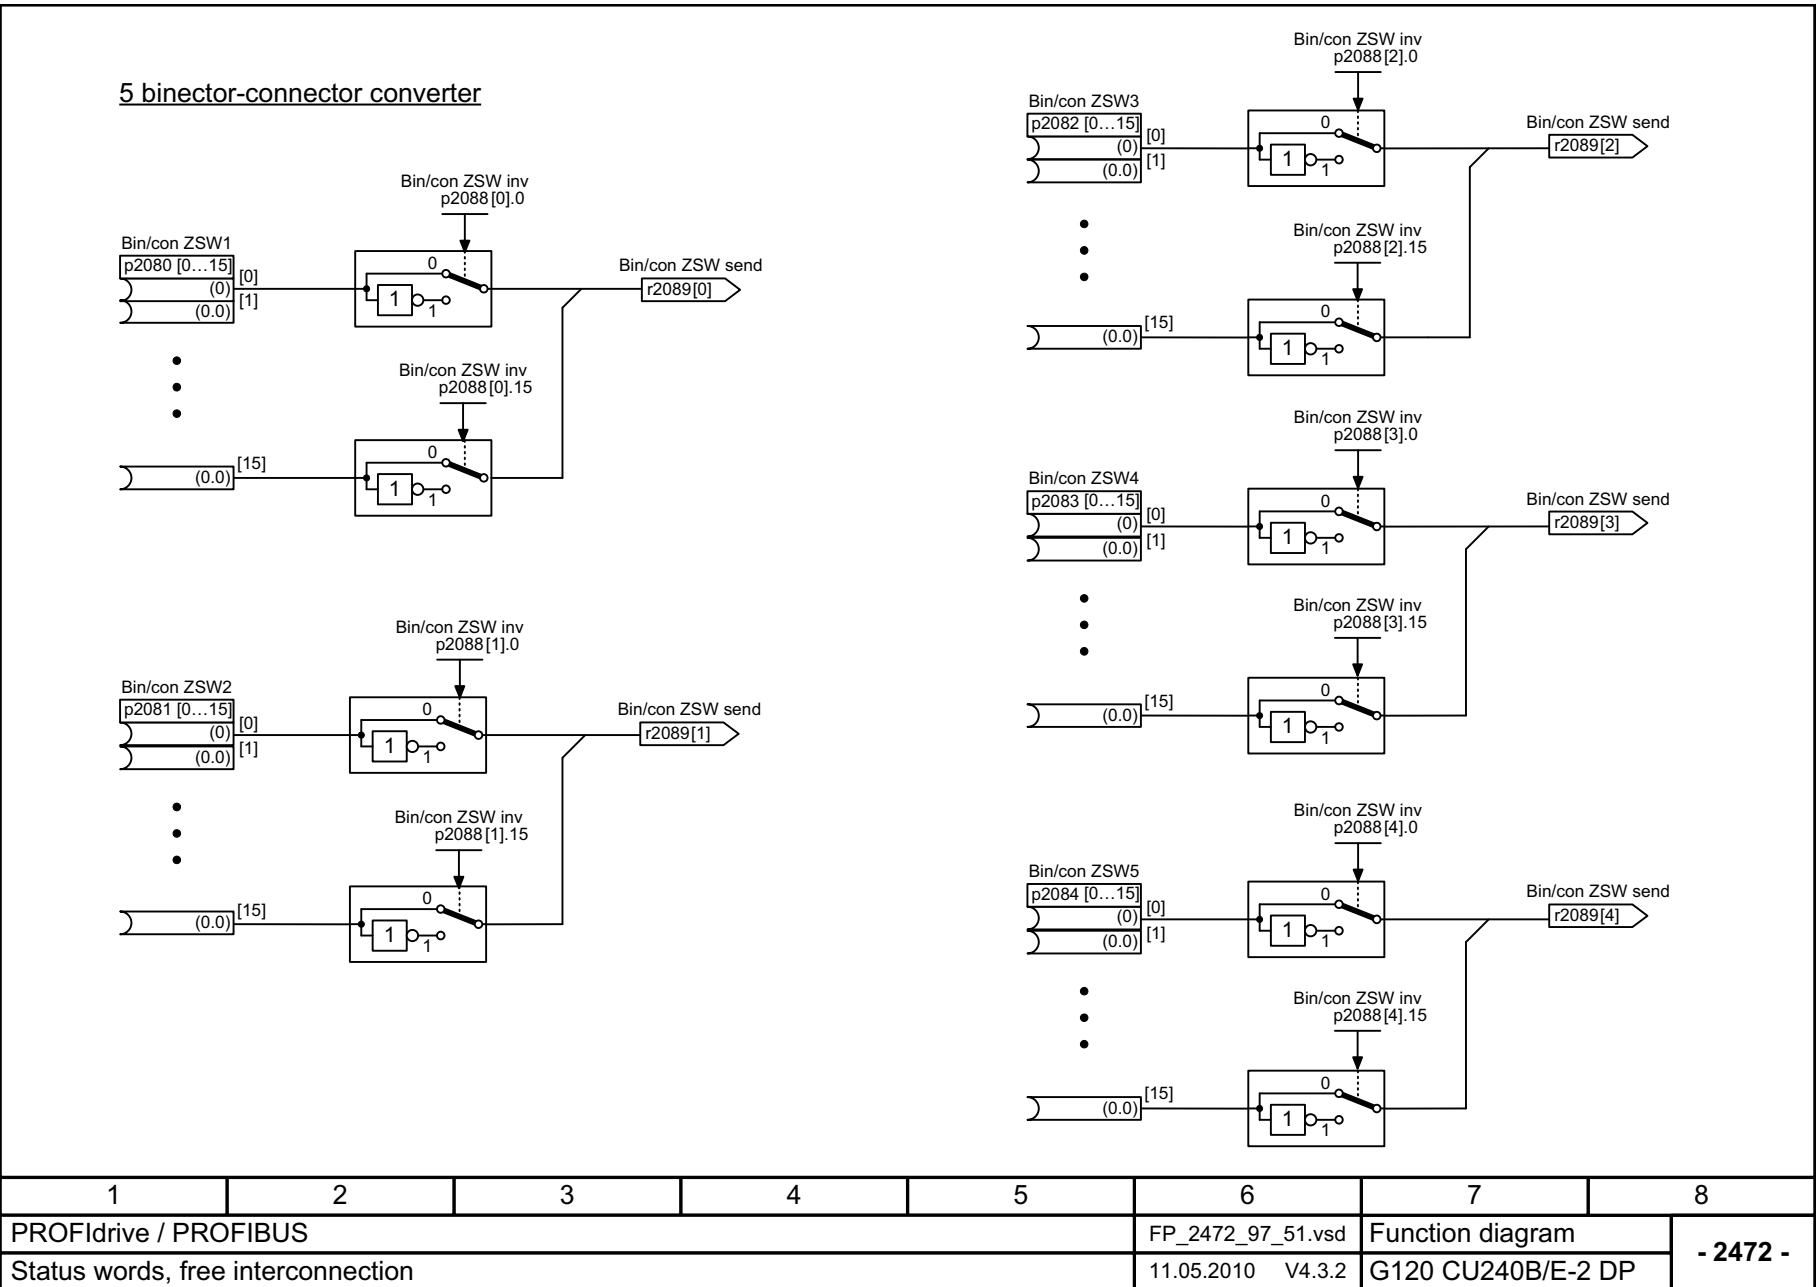 5 binector-connector converter
Bin/con ZSW inv
p2088[0].0
Bin/con ZSW1
p2080 [0…15]
(0)
[0]
(0.0)
[1]
0
1
1
Bin/con ZSW send
r2089[0]
Bin/con ZSW inv
p2088[0].15
(0.0)
[15]
0
1
1
Bin/con ZSW inv
p2088[1].0
Bin/con ZSW2
p2081 [0…15]
(0)
[0]
(0.0)
[1]
0
1
1
Bin/con ZSW send
r2089[1]
Bin/con ZSW inv
p2088[1].15
(0.0)
[15]
0
1
1
Bin/con ZSW inv
p2088[2].0
Bin/con ZSW3
p2082 [0…15]
(0)
[0]
(0.0)
[1]
0
1
1
Bin/con ZSW send
r2089[2]
Bin/con ZSW inv
p2088[2].15
(0.0)
[15]
0
1
1
Bin/con ZSW inv
p2088[3].0
Bin/con ZSW4
p2083 [0…15]
(0)
[0]
(0.0)
[1]
0
1
1
Bin/con ZSW send
r2089[3]
Bin/con ZSW inv
p2088[3].15
(0.0)
[15]
0
1
1
Bin/con ZSW inv
p2088[4].0
Bin/con ZSW5
p2084 [0…15]
(0)
[0]
(0.0)
[1]
0
1
1
Bin/con ZSW send
r2089[4]
Bin/con ZSW inv
p2088[4].15
(0.0)
[15]
0
1
1
1 2 3 4 5 6 7 8
PROFIdrive / PROFIBUS
FP_2472_97_51.vsd
Function diagram
- 2472 -
Status words, free interconnection
11.05.2010 V4.3.2
G120 CU240B/E-2 DP